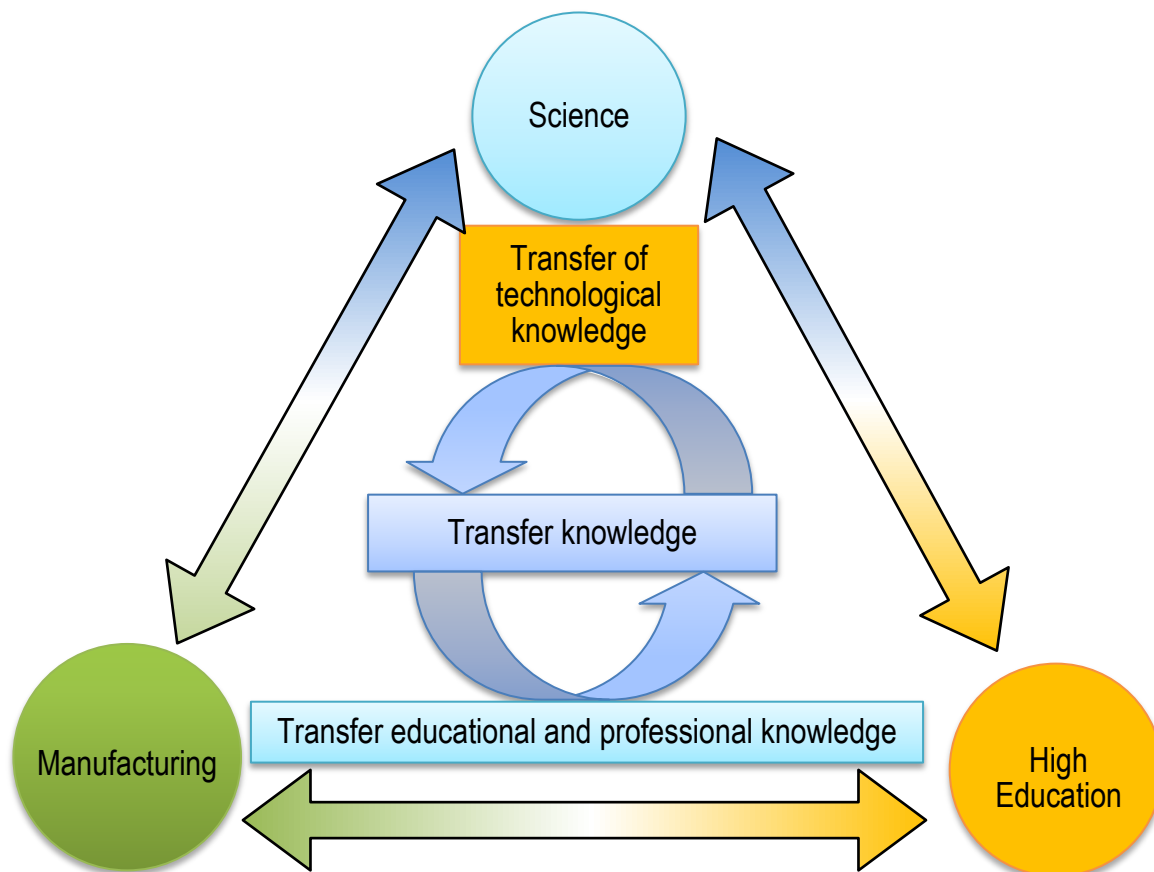 Science
Transfer of
technological
knowledge
Transfer knowledge
Transfer educational and professional knowledge
Manufacturing
High
Education